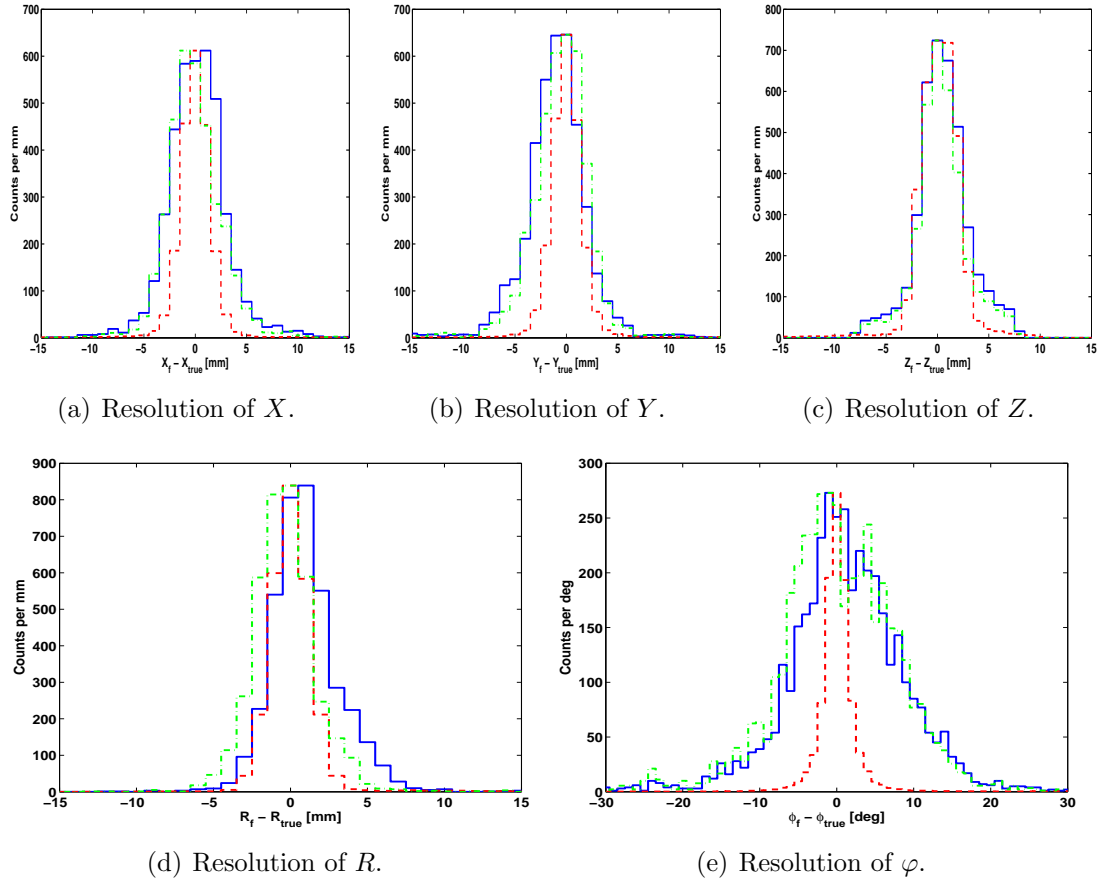 700
600
500
400
300
200
100
0
Counts per mm
−15 −10 −5 0 5 10 15
X_f − X_true [mm]
(a) Resolution of X.
700
600
500
400
300
200
100
0
Counts per mm
−15 −10 −5 0 5 10 15
Y_f − Y_true [mm]
(b) Resolution of Y.
800
700
600
500
400
300
200
100
0
Counts per mm
−15 −10 −5 0 5 10 15
Z_f − Z_true [mm]
(c) Resolution of Z.
900
800
700
600
500
400
300
200
100
0
Counts per mm
−15 −10 −5 0 5 10 15
R_f − R_true [mm]
(d) Resolution of R.
300
250
200
150
100
50
0
Counts per deg
−30 −20 −10 0 10 20 30
ϕ_f − ϕ_true [deg]
(e) Resolution of φ.